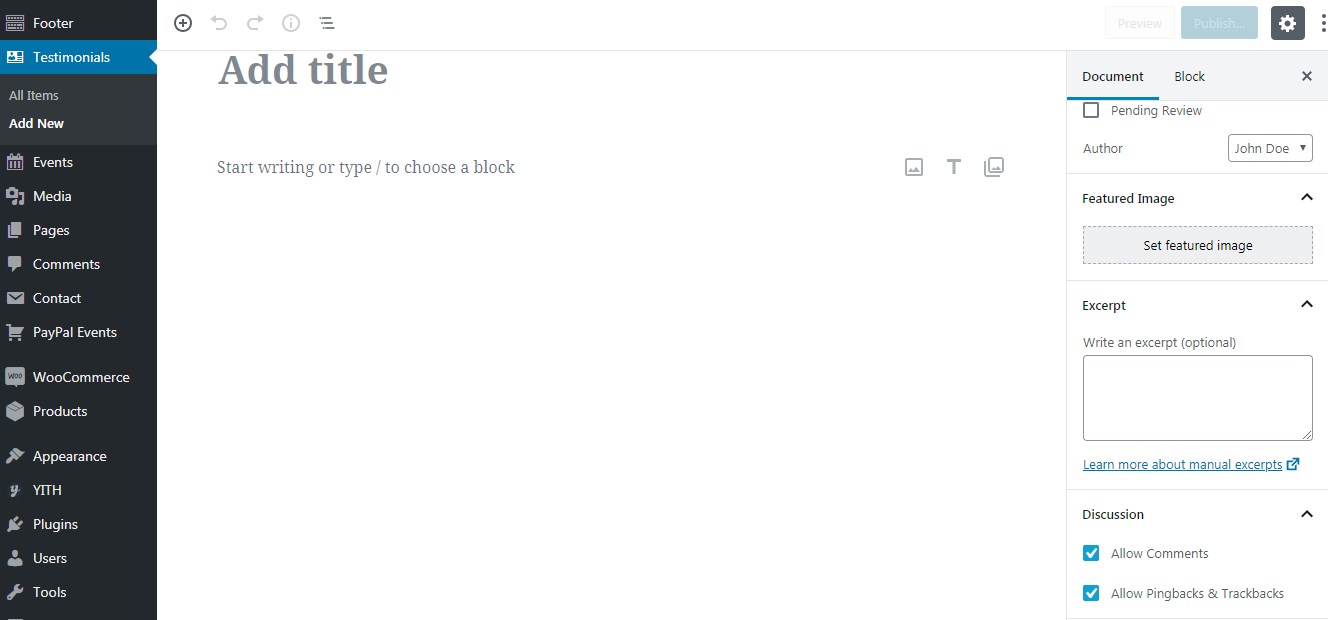 Footer
Testimonials
All Items
Add New
Events
Media
Pages
Comments
Contact
PayPal Events
WOO WooCommerce
Products
Appearance
YITH
Plugins
Users
Tools
Preview
Publish...
Add title
Start writing or type / to choose a block
Document Block
Pending Review
Author John Doe
Featured Image
Set featured image
Excerpt
Write an excerpt (optional)
Learn more about manual excerpts
Discussion
Allow Comments
Allow Pingbacks & Trackbacks